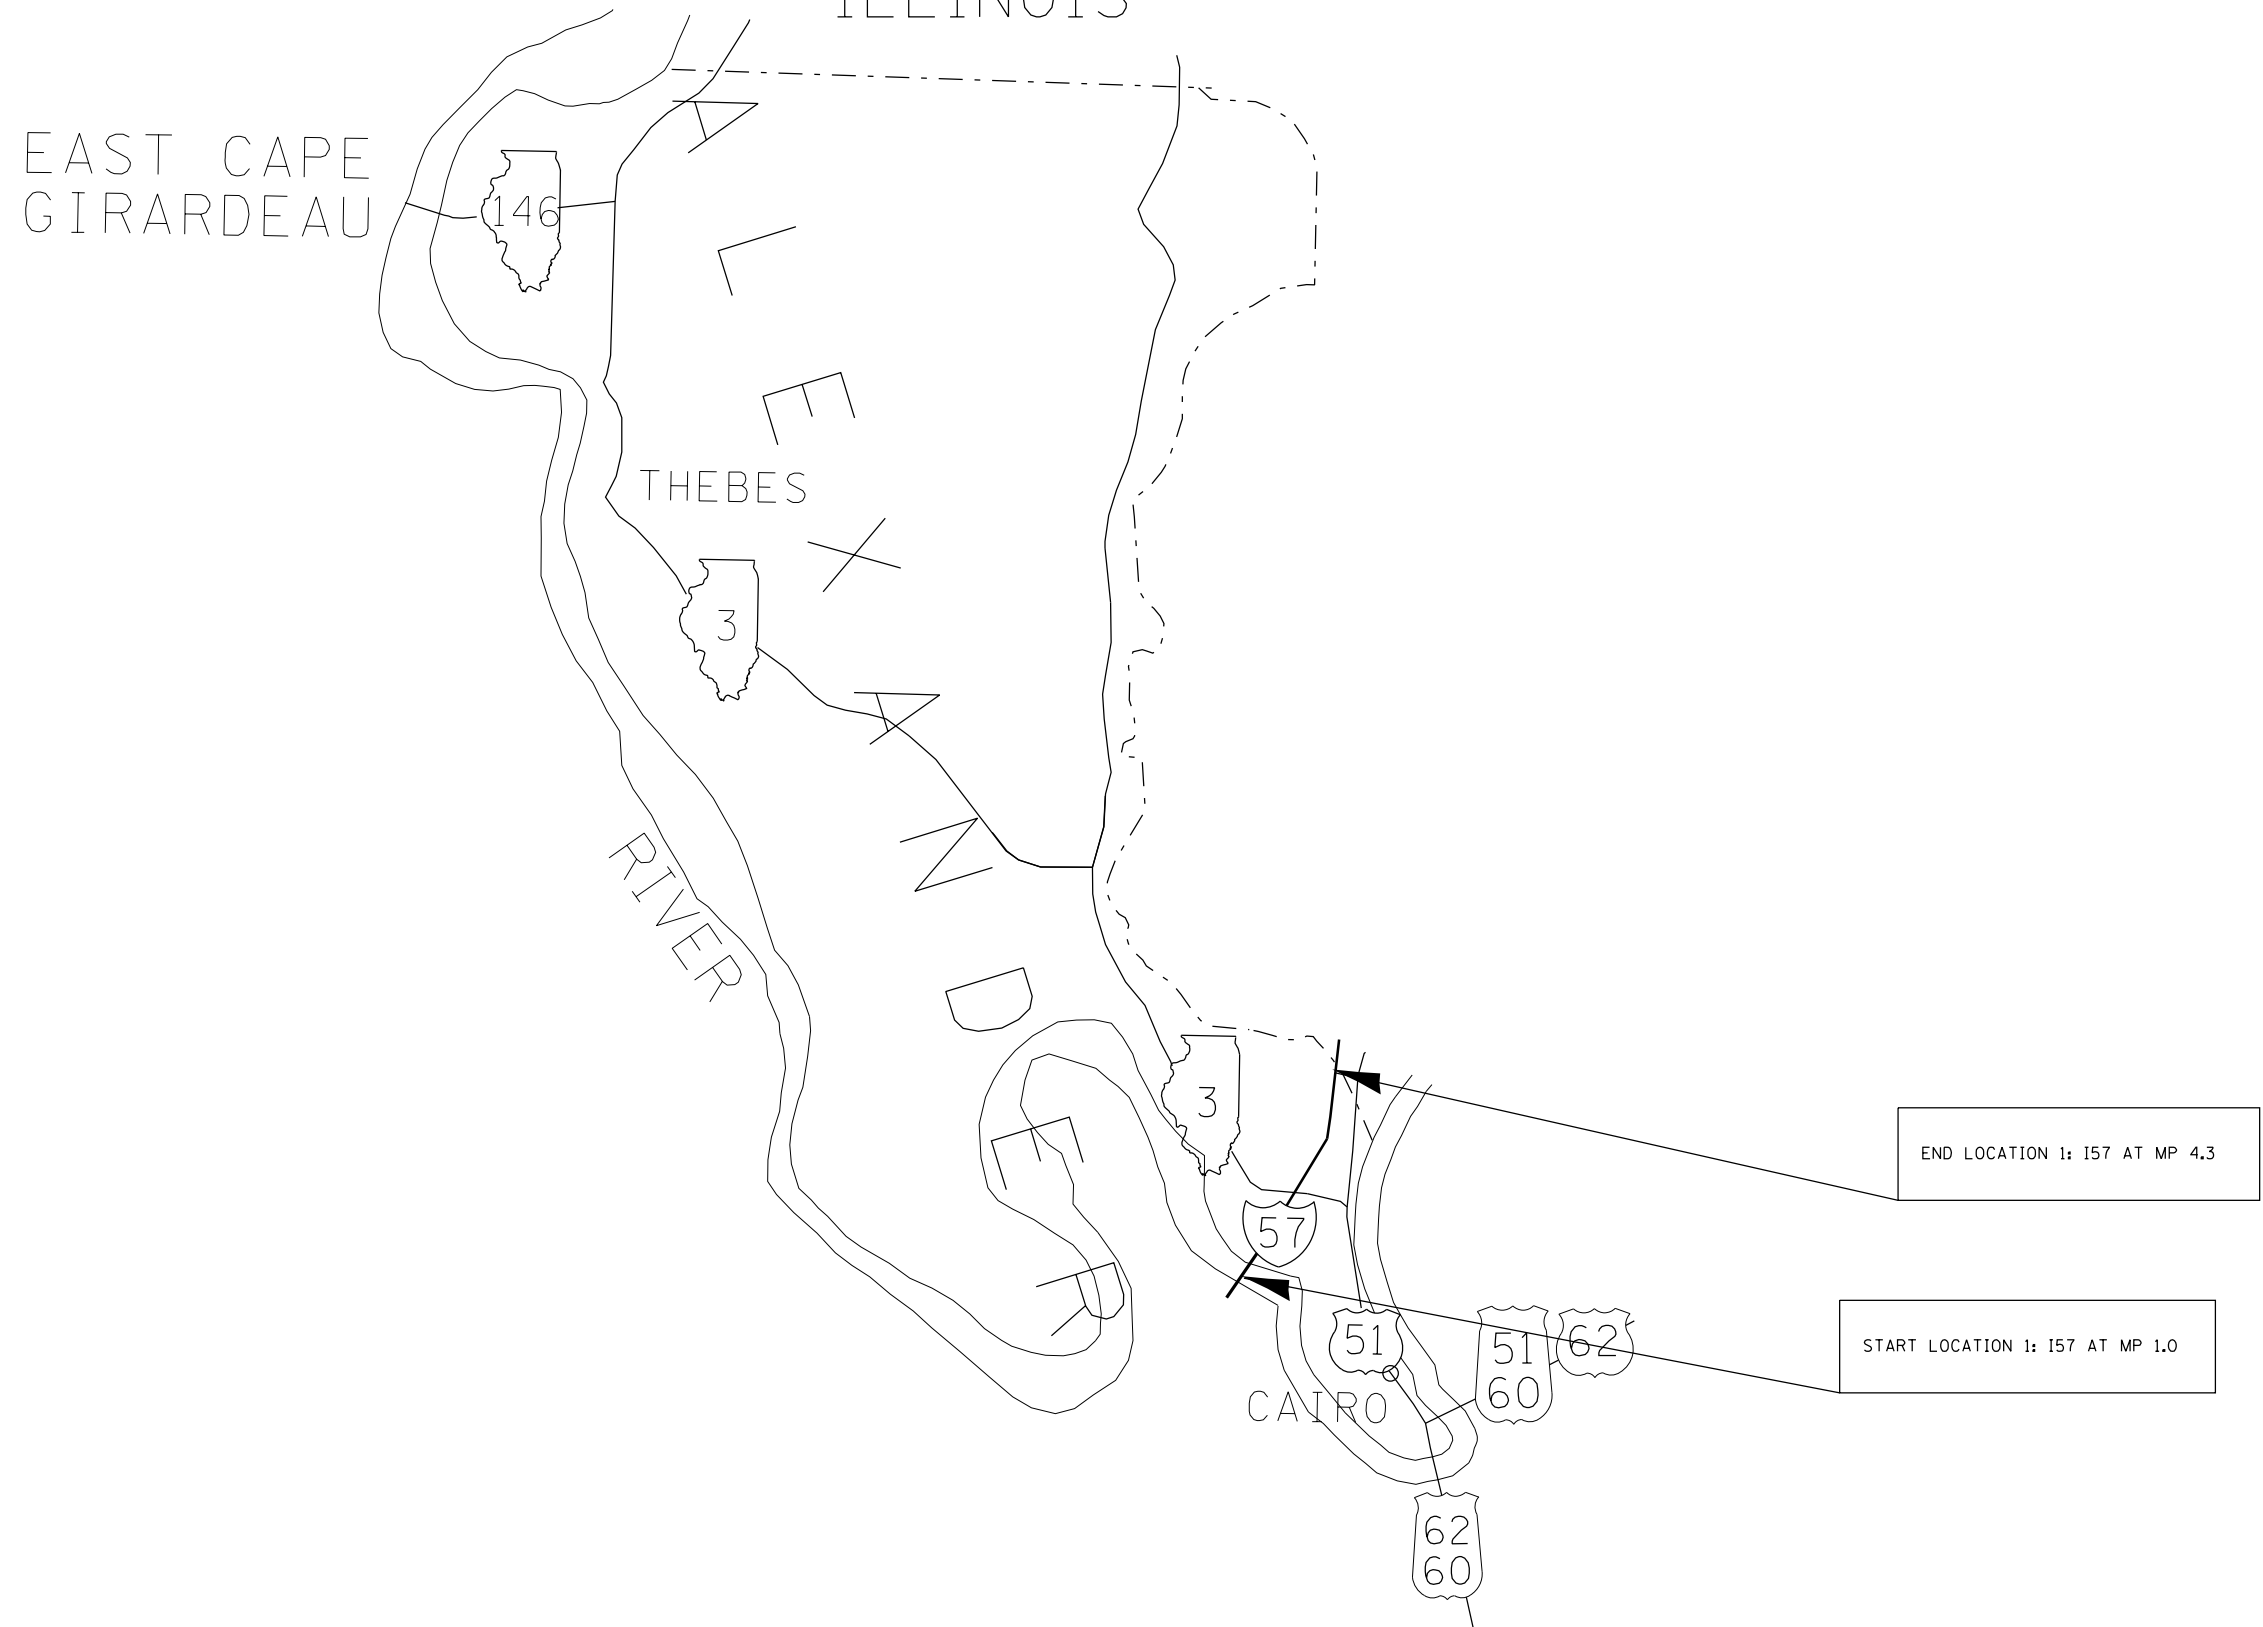 ILLINOIS
EAST CAPE
GIRARDEAU
146
THEBES
3
RIVER
ALEXANDER
3
57
END LOCATION 1: I57 AT MP 4.3
START LOCATION 1: I57 AT MP 1.0
51
51
60
62
CAIRO
62
60